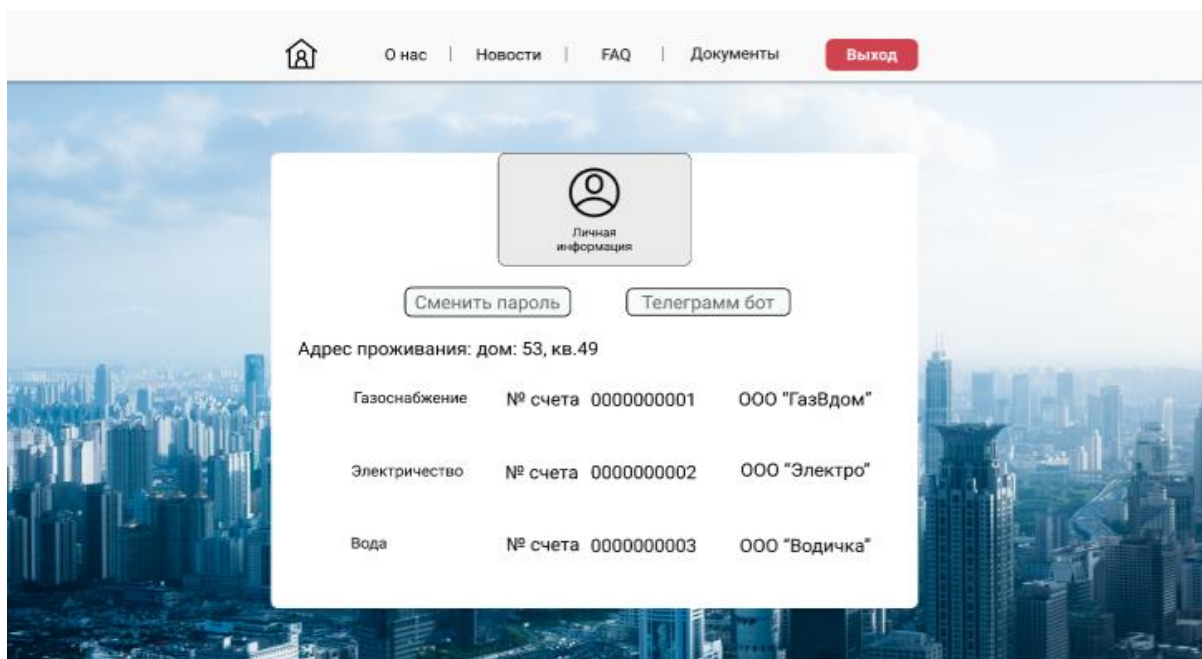 О нас | Новости | FAQ | Документы Выход
Личная
информация
Сменить пароль Телеграмм бот
Адрес проживания: дом: 53, кв.49
Газоснабжение № счета 0000000001 ООО "ГазВдом"
Электричество № счета 0000000002 ООО "Электро"
Вода № счета 0000000003 ООО "Водичка"